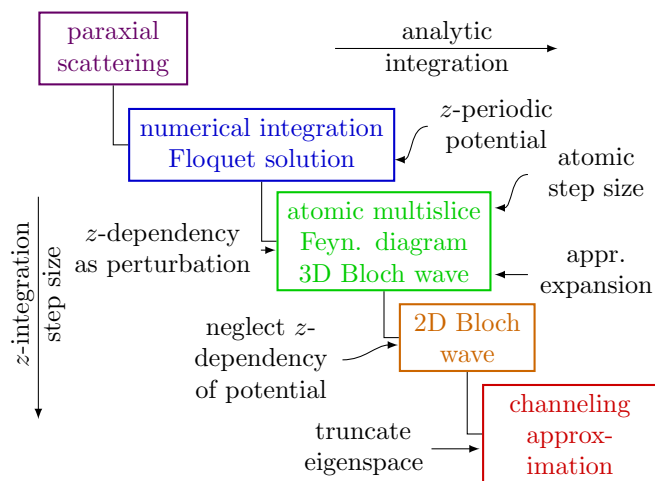 paraxial
scattering
analytic
integration
numerical integration
Floquet solution
z-periodic
potential
atomic
step size
atomic multislice
Feyn. diagram
3D Bloch wave
z-dependency
as perturbation
appr.
expansion
z-integration
step size
2D Bloch
wave
neglect z-
dependency
of potential
channeling
approx-
imation
truncate
eigenspace